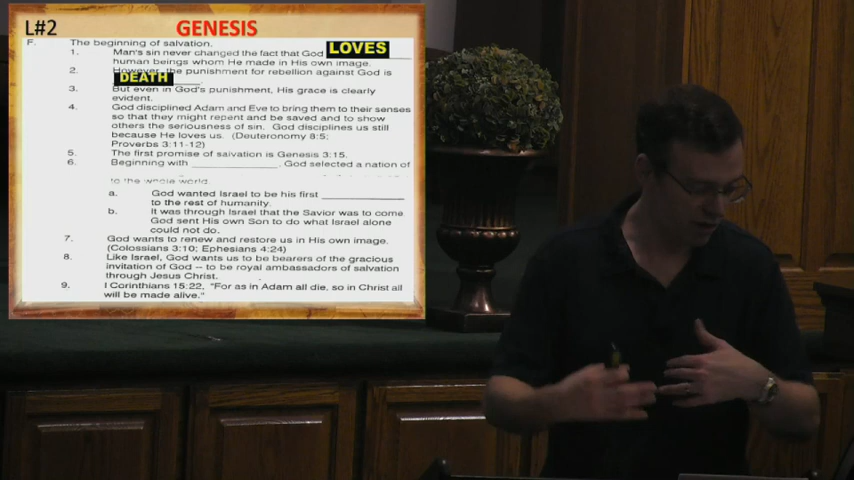 L#2
GENESIS
F. The beginning of salvation.
1. Man's sin never changed the fact that God LOVES
human beings whom He made in His own image.
2. However, the punishment for rebellion against God is
DEATH
3. But even in God's punishment, His grace is clearly
evident.
4. God disciplined Adam and Eve to bring them to their senses
so that they might repent and be saved and to show
others the seriousness of sin. God disciplines us still
because He loves us. (Deuteronomy 8:5;
Proverbs 3:11-12)
5. The first promise of salvation is Genesis 3:15.
6. Beginning with ____________. God selected a nation of
to the whole world.
a. God wanted Israel to be his first ____________
to the rest of humanity.
b. It was through Israel that the Savior was to come
God sent His own Son to do what Israel alone
could not do.
7. God wants to renew and restore us in His own image.
(Colossians 3:10; Ephesians 4:24)
8. Like Israel, God wants us to be bearers of the gracious
invitation of God -- to be royal ambassadors of salvation
through Jesus Christ.
9. I Corinthians 15:22, "For as in Adam all die, so in Christ all
will be made alive."